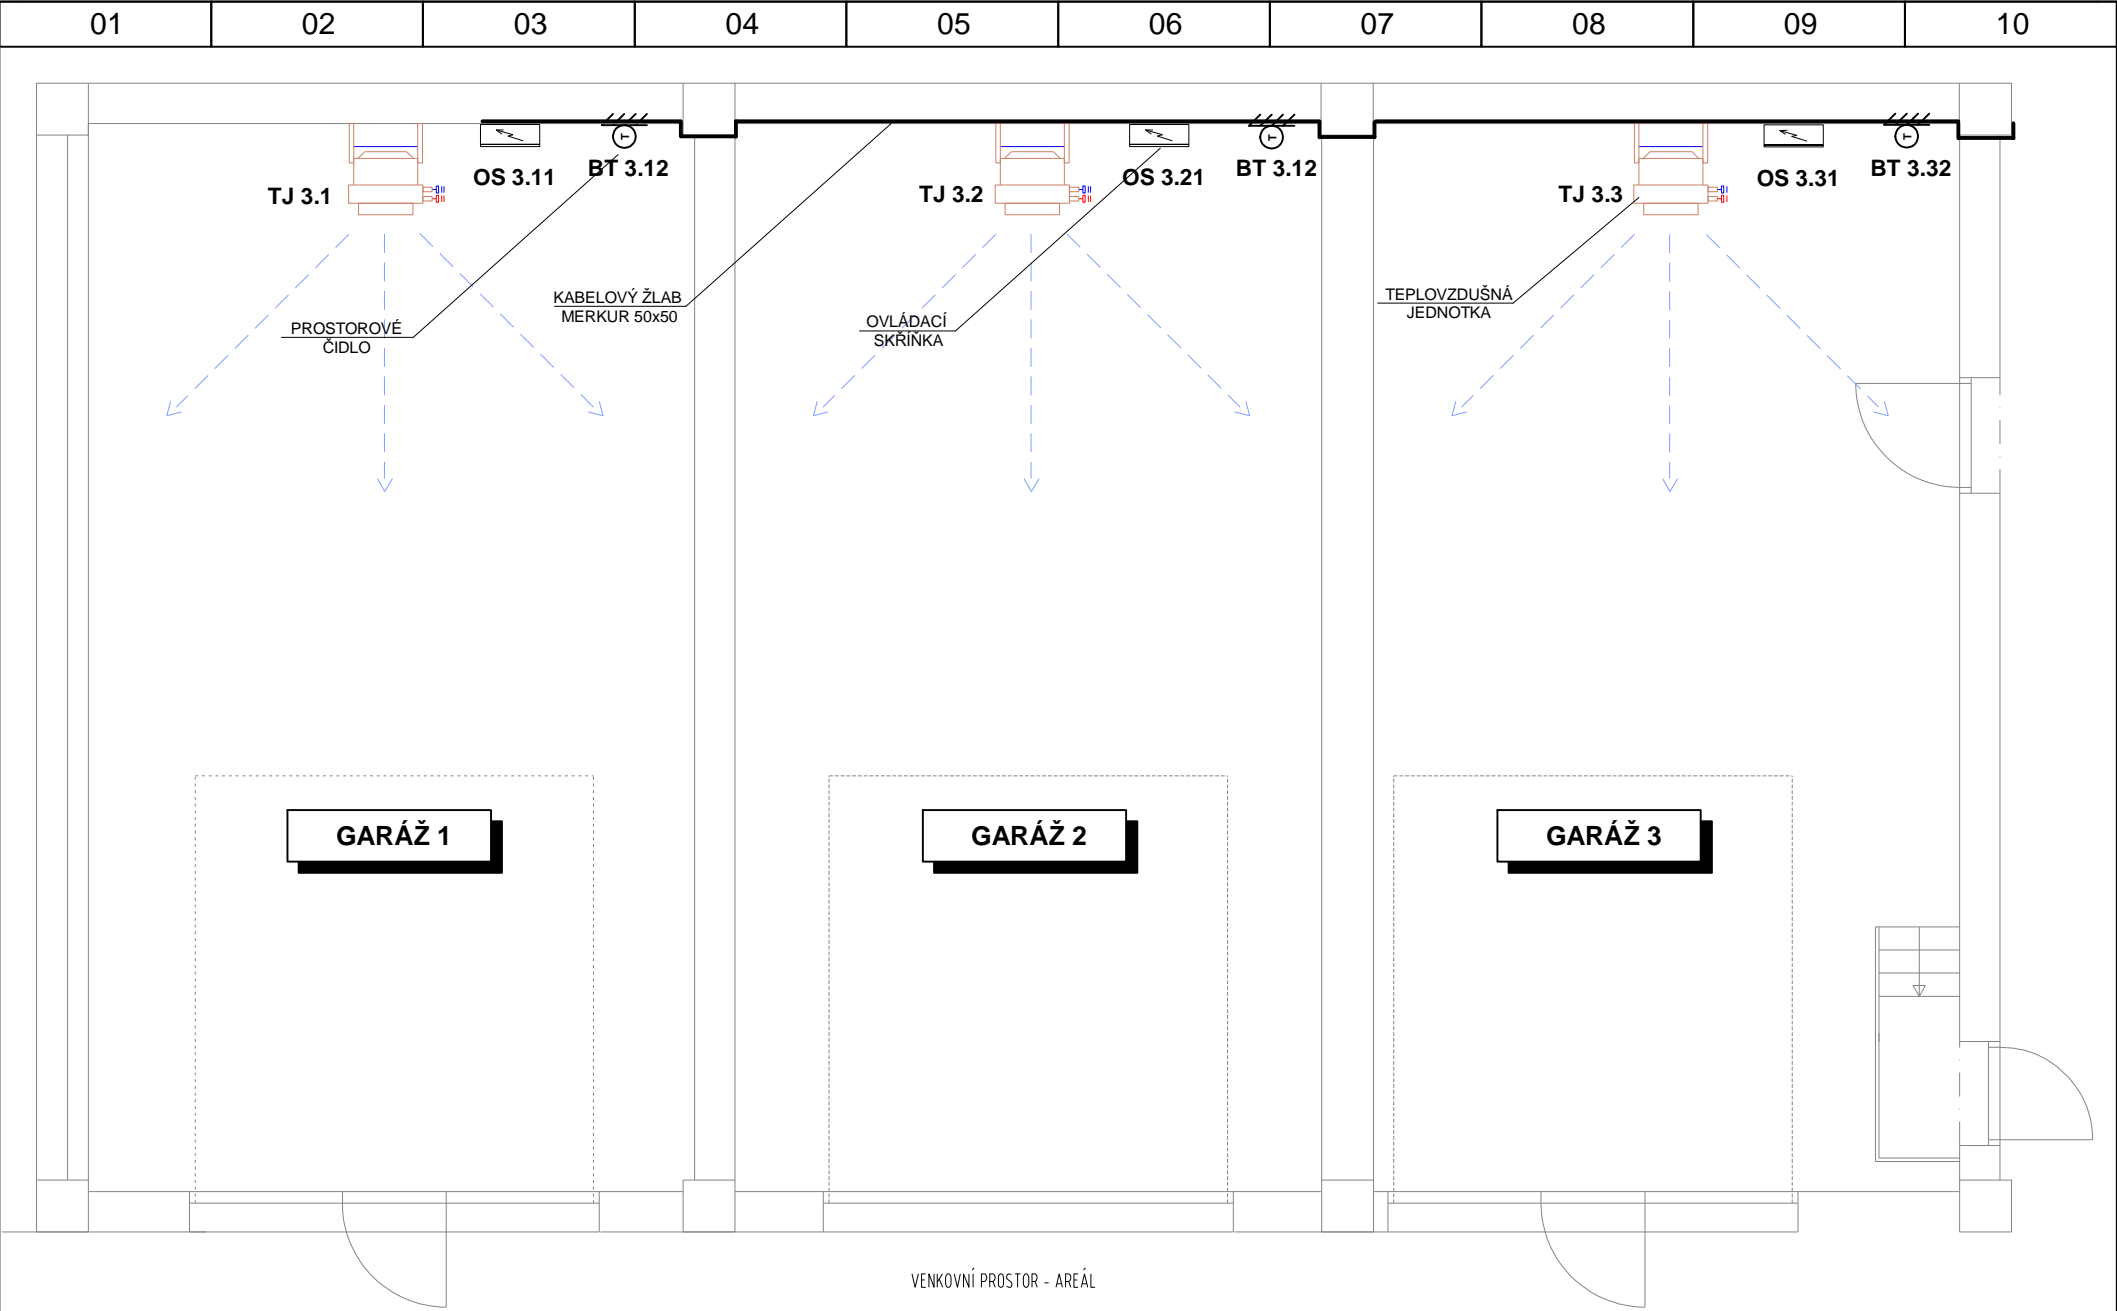 01 02 03 04 05 06 07 08 09 10
T T T
TJ 3.1 OS 3.11 BT 3.12 TJ 3.2 OS 3.21 BT 3.12 TJ 3.3 OS 3.31 BT 3.32
PROSTOROVÉ
ČIDLO
KABELOVÝ ŽLAB
MERKUR 50x50
OVLÁDACÍ
SKŘÍŇKA
TEPLOVZDUŠNÁ
JEDNOTKA
GARÁŽ 1 GARÁŽ 2 GARÁŽ 3
VENKOVNÍ PROSTOR - AREÁL